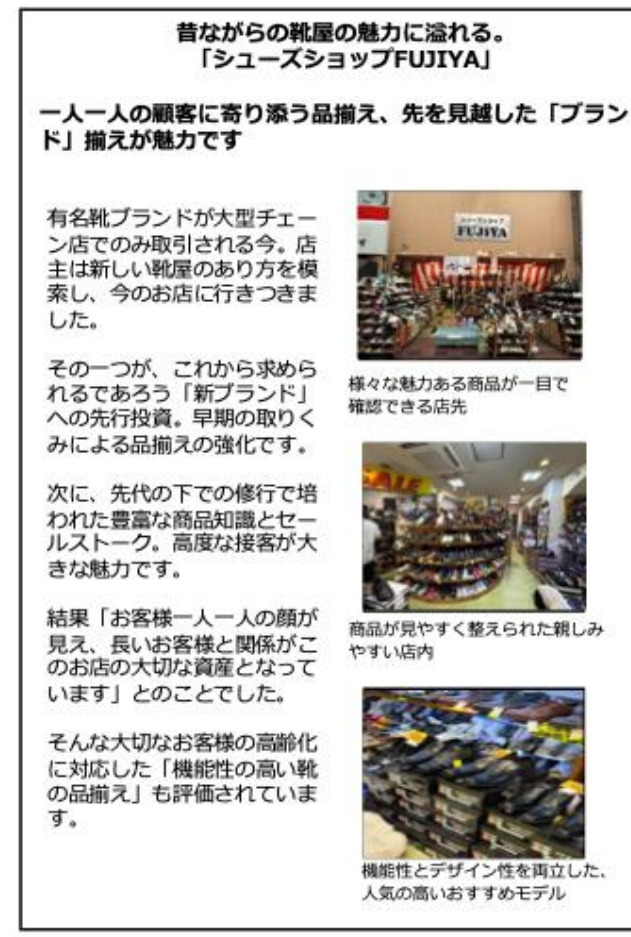 昔ながらの靴屋の魅力に溢れる。
「シューズショップFUJIYA」
一人一人の顧客に寄り添う品揃え、先を見越した「ブラン
ド」揃えが魅力です
有名靴ブランドが大型チェー
ン店でのみ取引される今。店
主は新しい靴屋のあり方を模
索し、今のお店に行きつきま
した。
その一つが、これから求めら
れるであろう「新ブランド」
への先行投資。早期の取りく
みによる品揃えの強化です。
次に、先代の下での修行で培
われた豊富な商品知識とセー
ルストーク。高度な接客が大
きな魅力です。
結果「お客様一人一人の顔が
見え、長いお客様と関係がこ
のお店の大切な資産となって
います」とのことでした。
そんな大切なお客様の高齢化
に対応した「機能性の高い靴
の品揃え」も評価されていま
す。
シューズショップ
FUJIYA
様々な魅力ある商品が一目で
確認できる店先
SALE
商品が見やすく整えられた親しみ
やすい店内
機能性とデザイン性を両立した、
人気の高いおすすめモデル